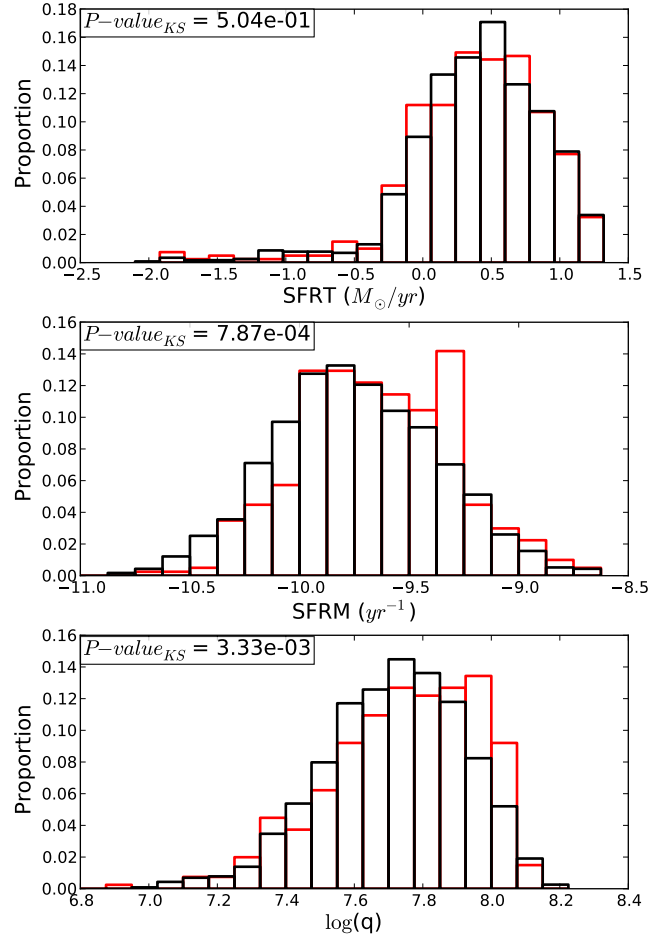 P-value_KS = 5.04e-01
Proportion
0.18
0.16
0.14
0.12
0.10
0.08
0.06
0.04
0.02
0.00
−2.5 −2.0 −1.5 −1.0 −0.5 0.0 0.5 1.0 1.5
SFRT (M⊙/yr)
P-value_KS = 7.87e-04
Proportion
0.16
0.14
0.12
0.10
0.08
0.06
0.04
0.02
0.00
−11.0 −10.5 −10.0 −9.5 −9.0 −8.5
SFRM (yr⁻¹)
P-value_KS = 3.33e-03
Proportion
0.16
0.14
0.12
0.10
0.08
0.06
0.04
0.02
0.00
6.8 7.0 7.2 7.4 7.6 7.8 8.0 8.2 8.4
log(q)